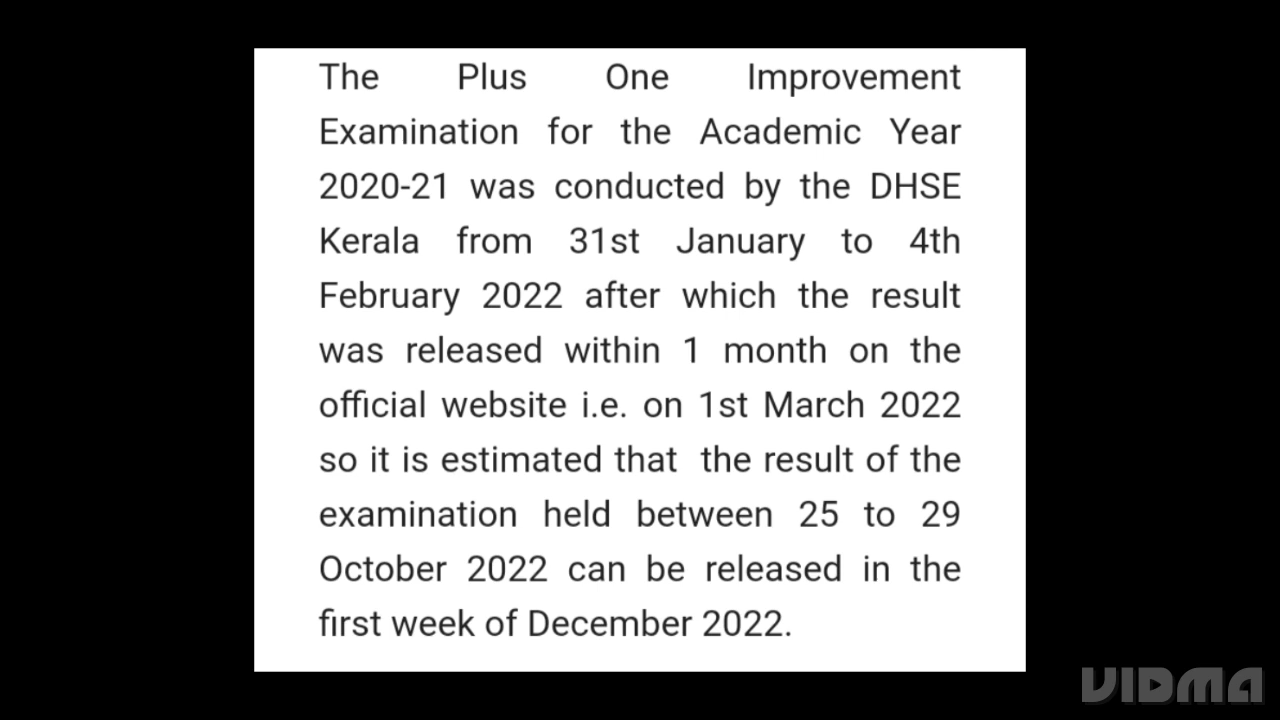 The Plus One Improvement
Examination for the Academic Year
2020-21 was conducted by the DHSE
Kerala from 31st January to 4th
February 2022 after which the result
was released within 1 month on the
official website i.e. on 1st March 2022
so it is estimated that  the result of the
examination held between 25 to 29
October 2022 can be released in the
first week of December 2022.
VIDMA